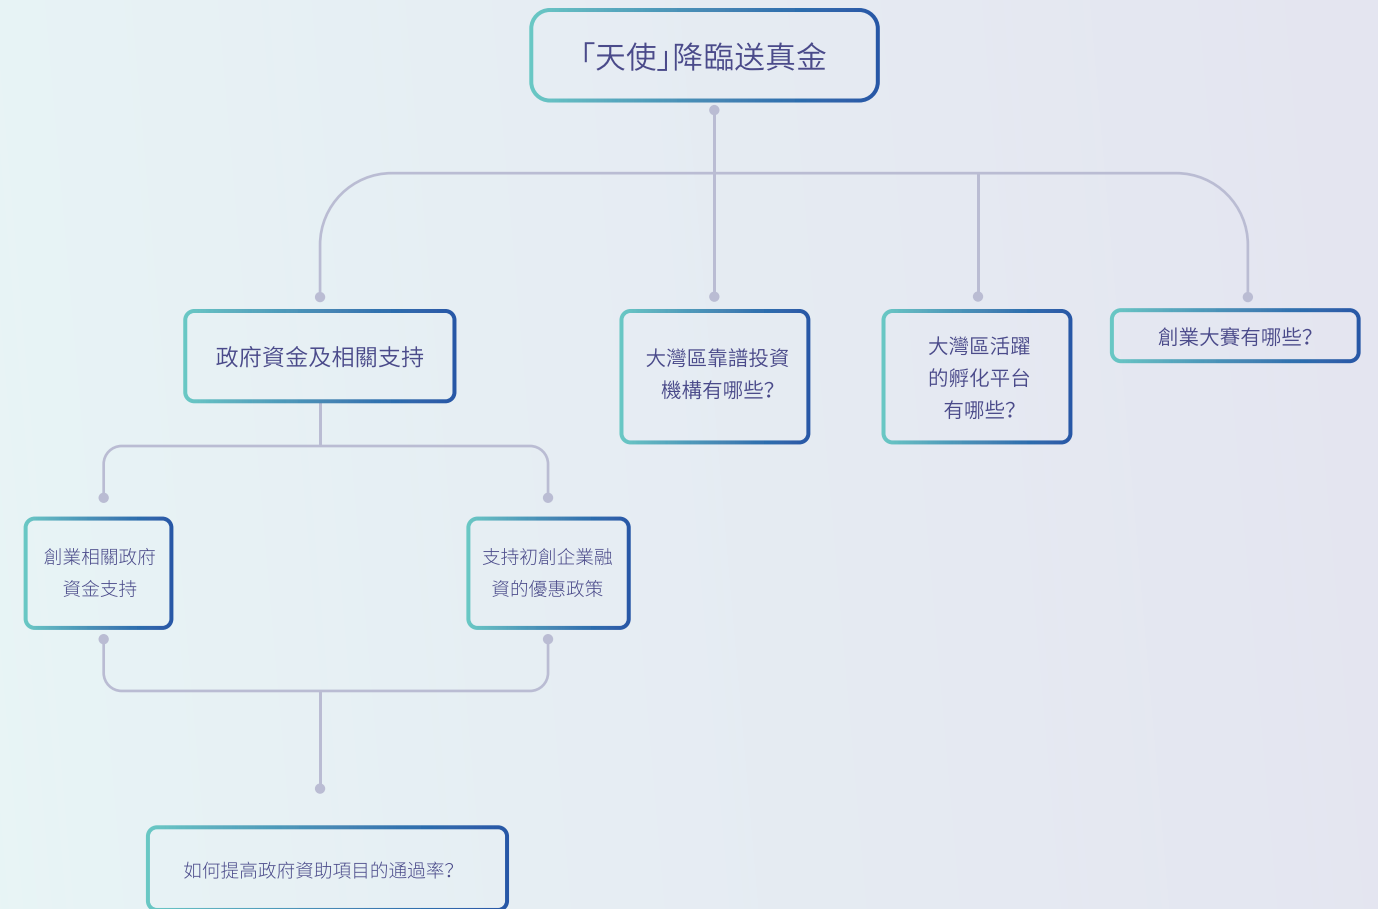 「天使」降臨送真金
政府資金及相關支持
大灣區靠譜投資
機構有哪些?
大灣區活躍
的孵化平台
有哪些?
創業大賽有哪些?
創業相關政府
資金支持
支持初創企業融
資的優惠政策
如何提高政府資助項目的通過率?